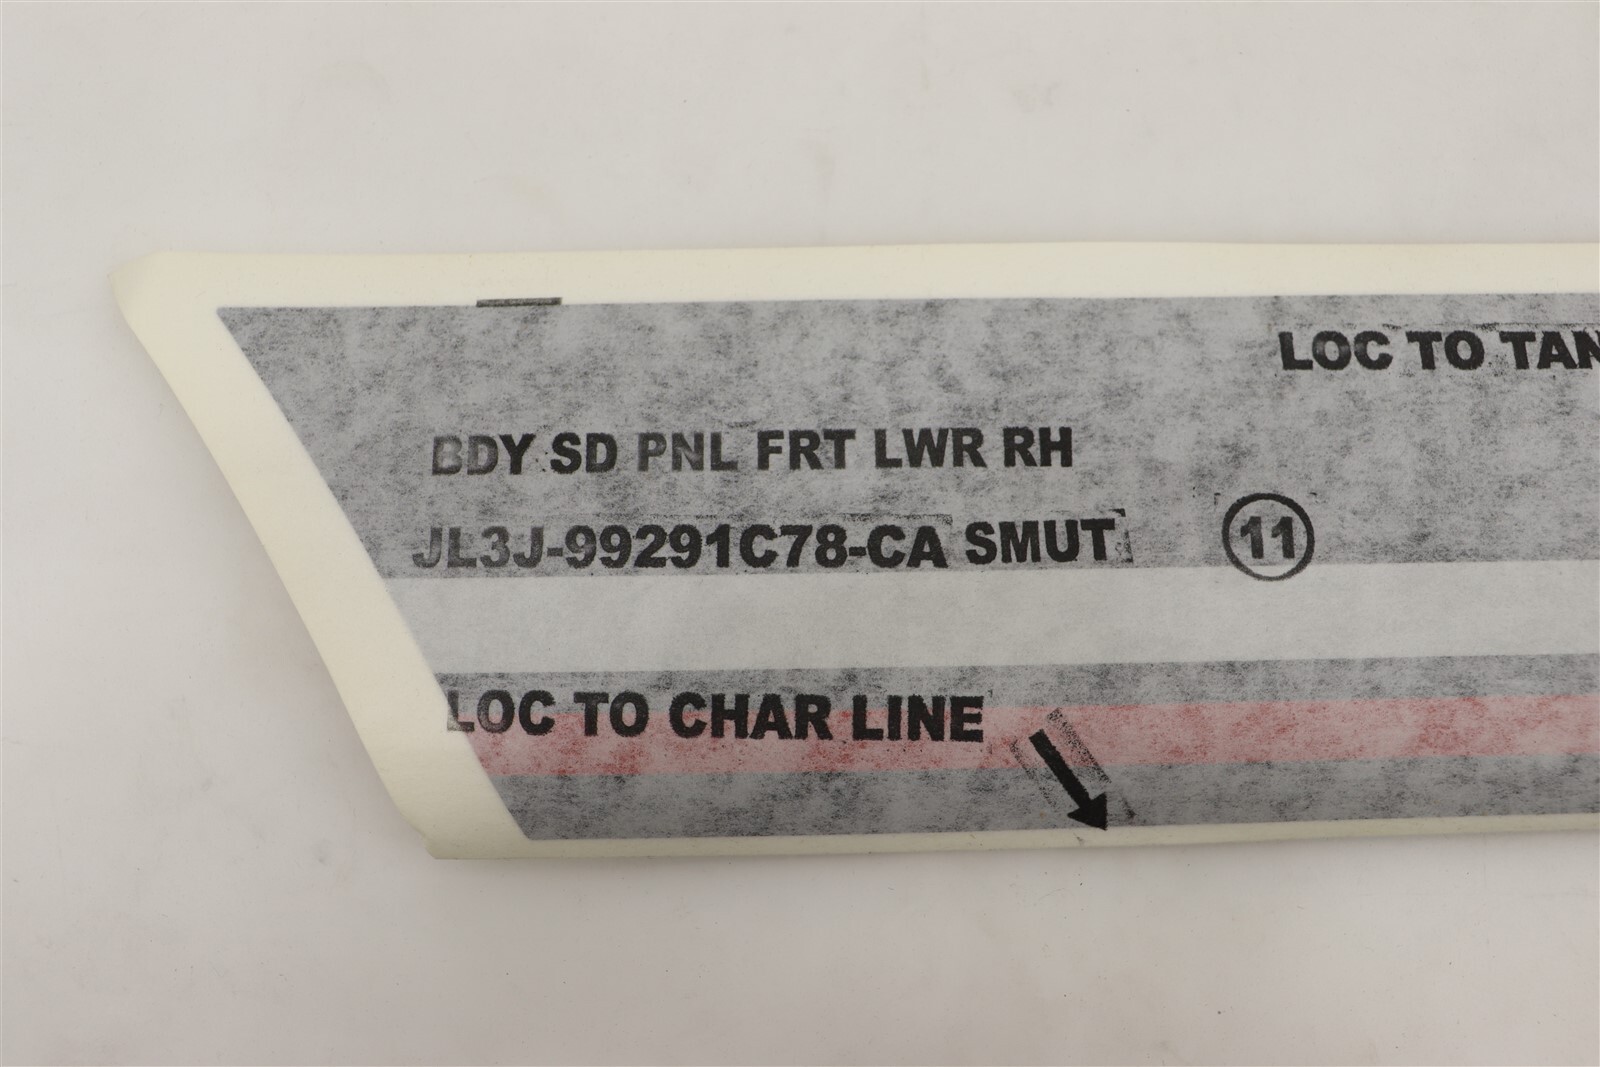 LOC TO TAN
BDY SD PNL FRT LWR RH
JL3J-99291C78-CA SMUT 11
LOC TO CHAR LINE